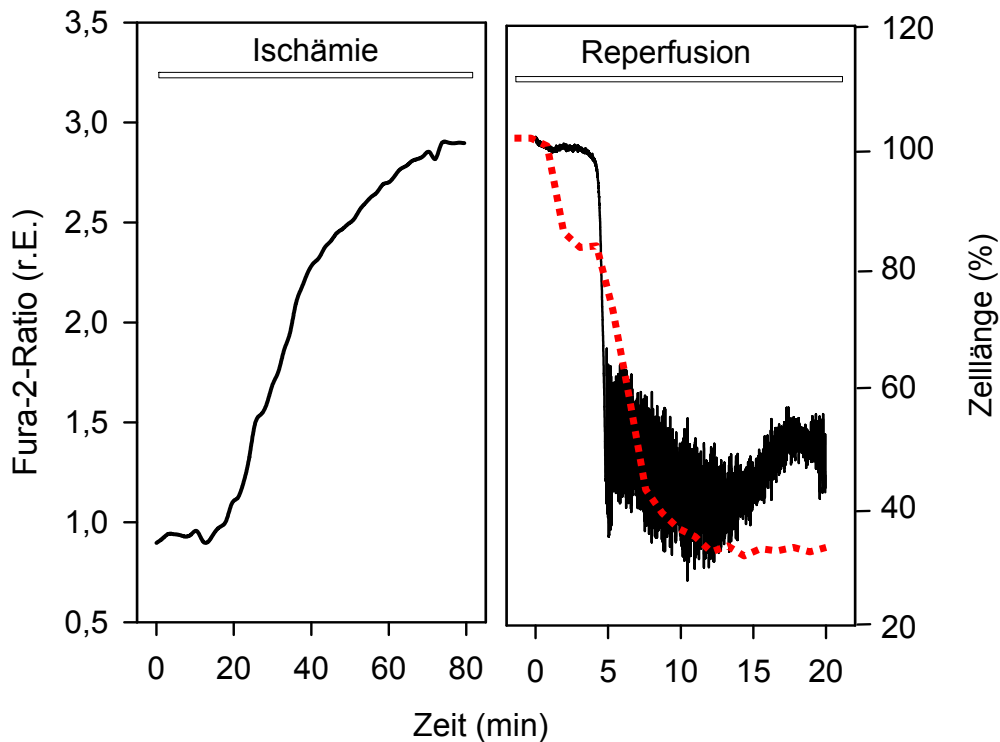 Ischämie
Reperfusion
Fura-2-Ratio (r.E.)
3,5
3,0
2,5
2,0
1,5
1,0
0,5
0 20 40 60 80
0 5 10 15 20
120
100
80
60
40
20
Zelllänge (%)
Zeit (min)